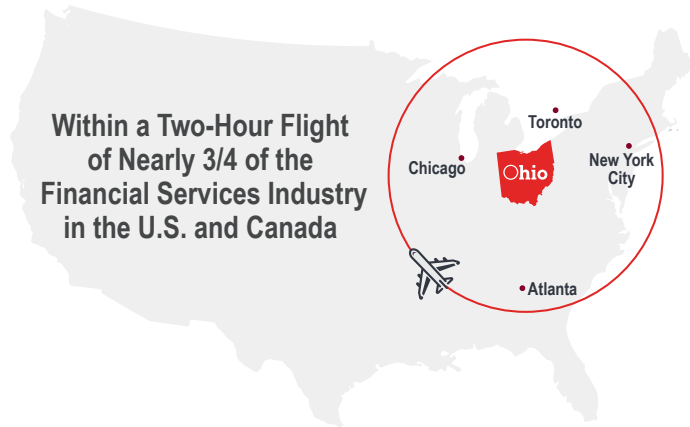 Within a Two-Hour Flight
of Nearly 3/4 of the
Financial Services Industry
in the U.S. and Canada
Toronto
Chicago
Ohio
New York
City
Atlanta